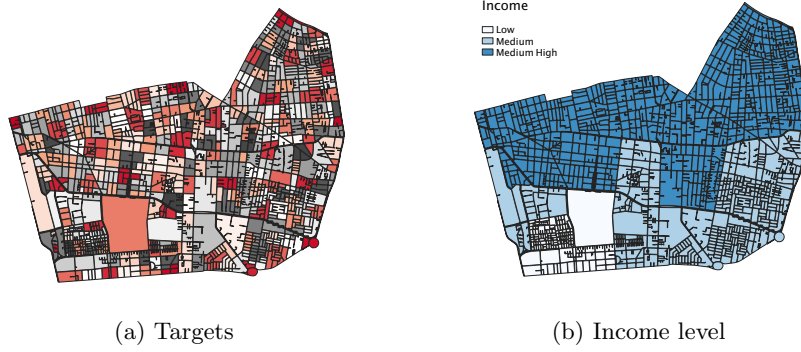 Income
Low
Medium
Medium High
(a) Targets
(b) Income level